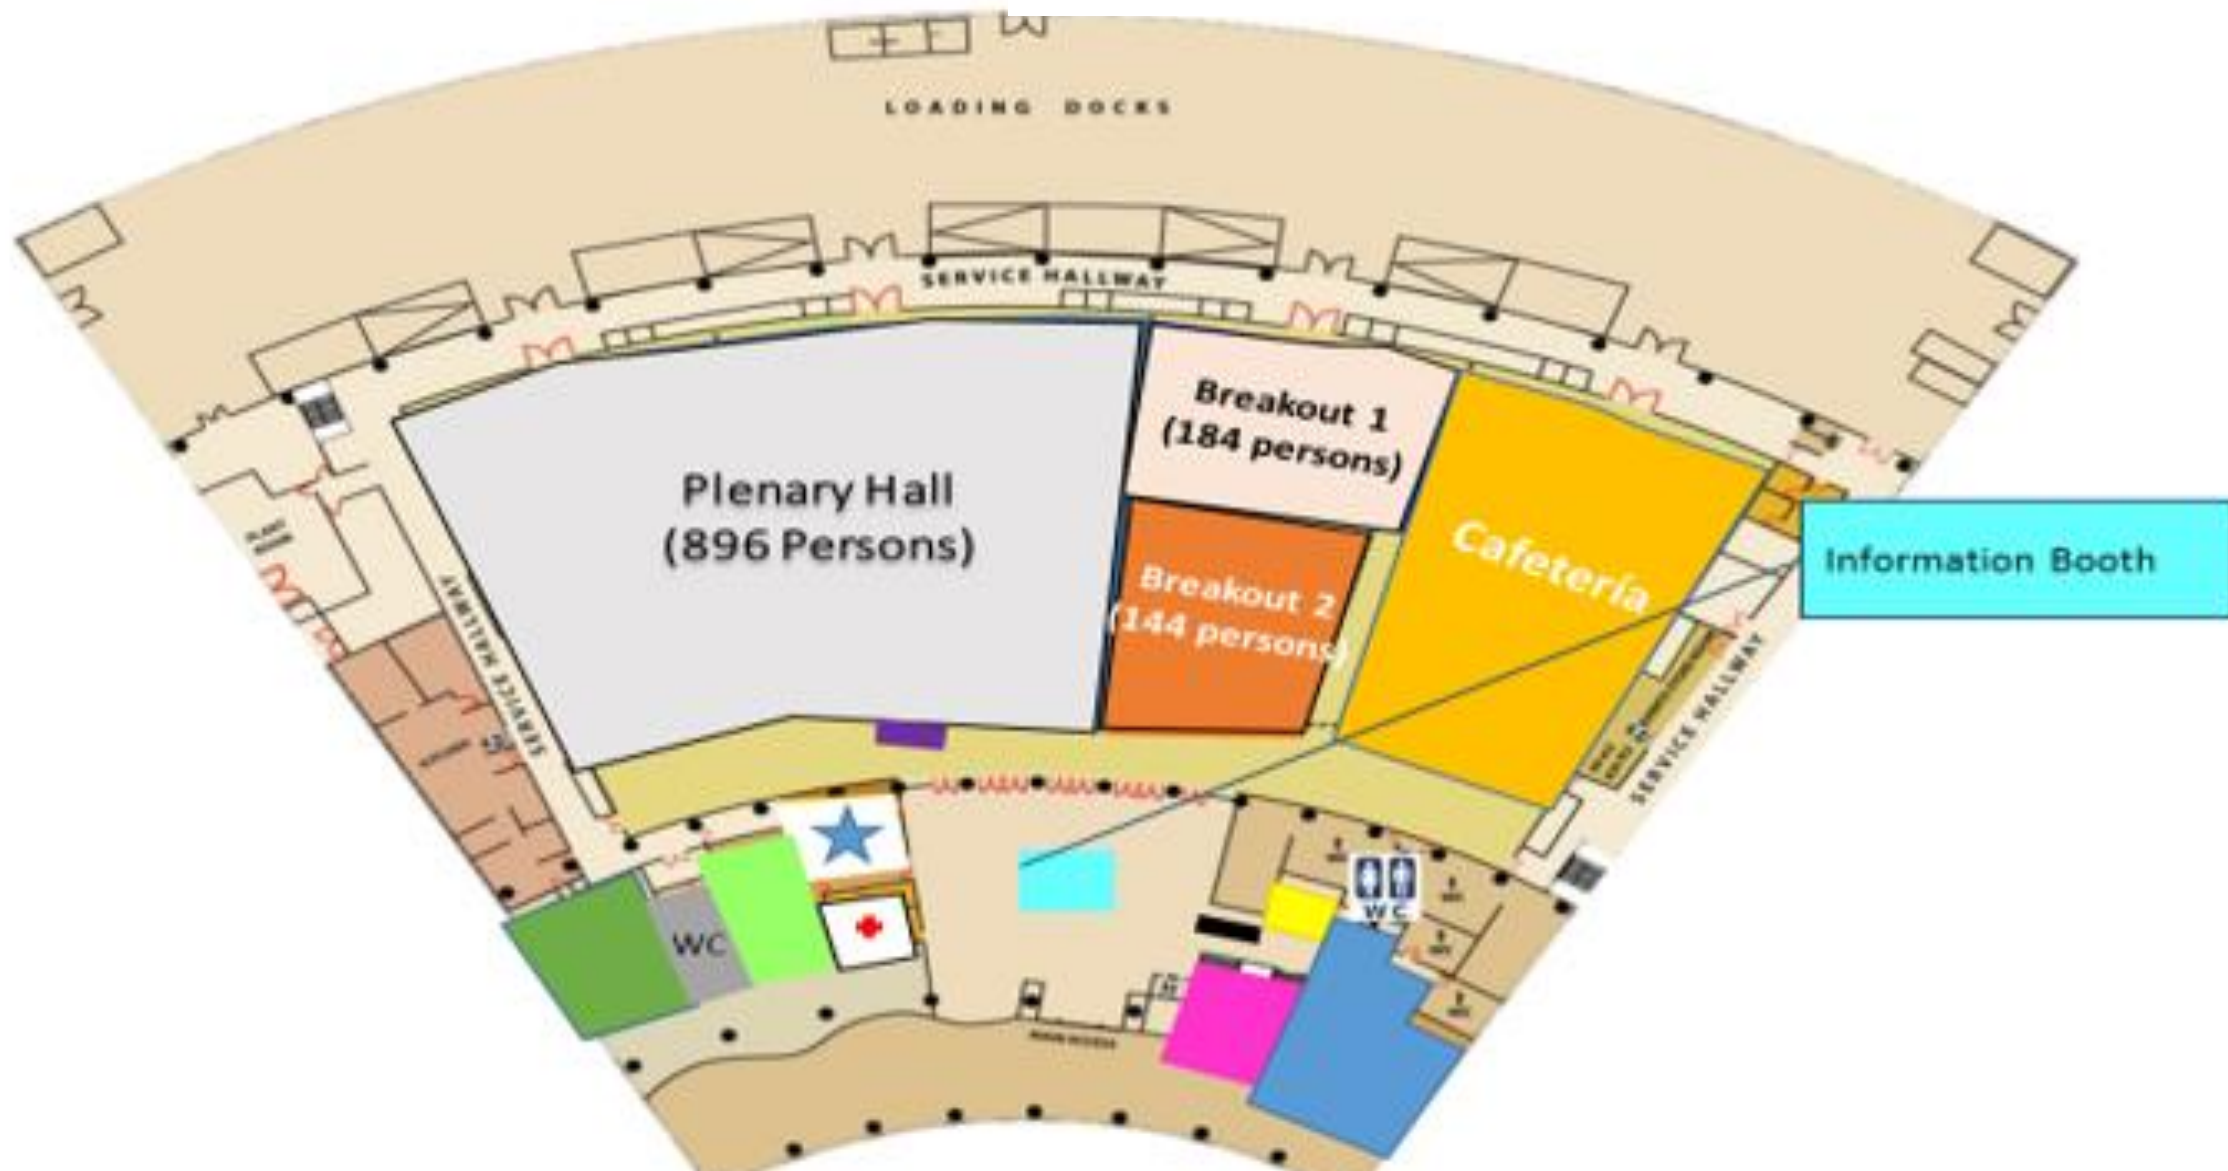 LOADING DOCKS
SERVICE HALLWAY
Breakout 1
(184 persons)
Plenary Hall
(896 Persons)
Cafetería
Information Booth
Breakout 2
(144 persons)
SERVICE HALLWAY
SERVICE HALLWAY
WC
WC